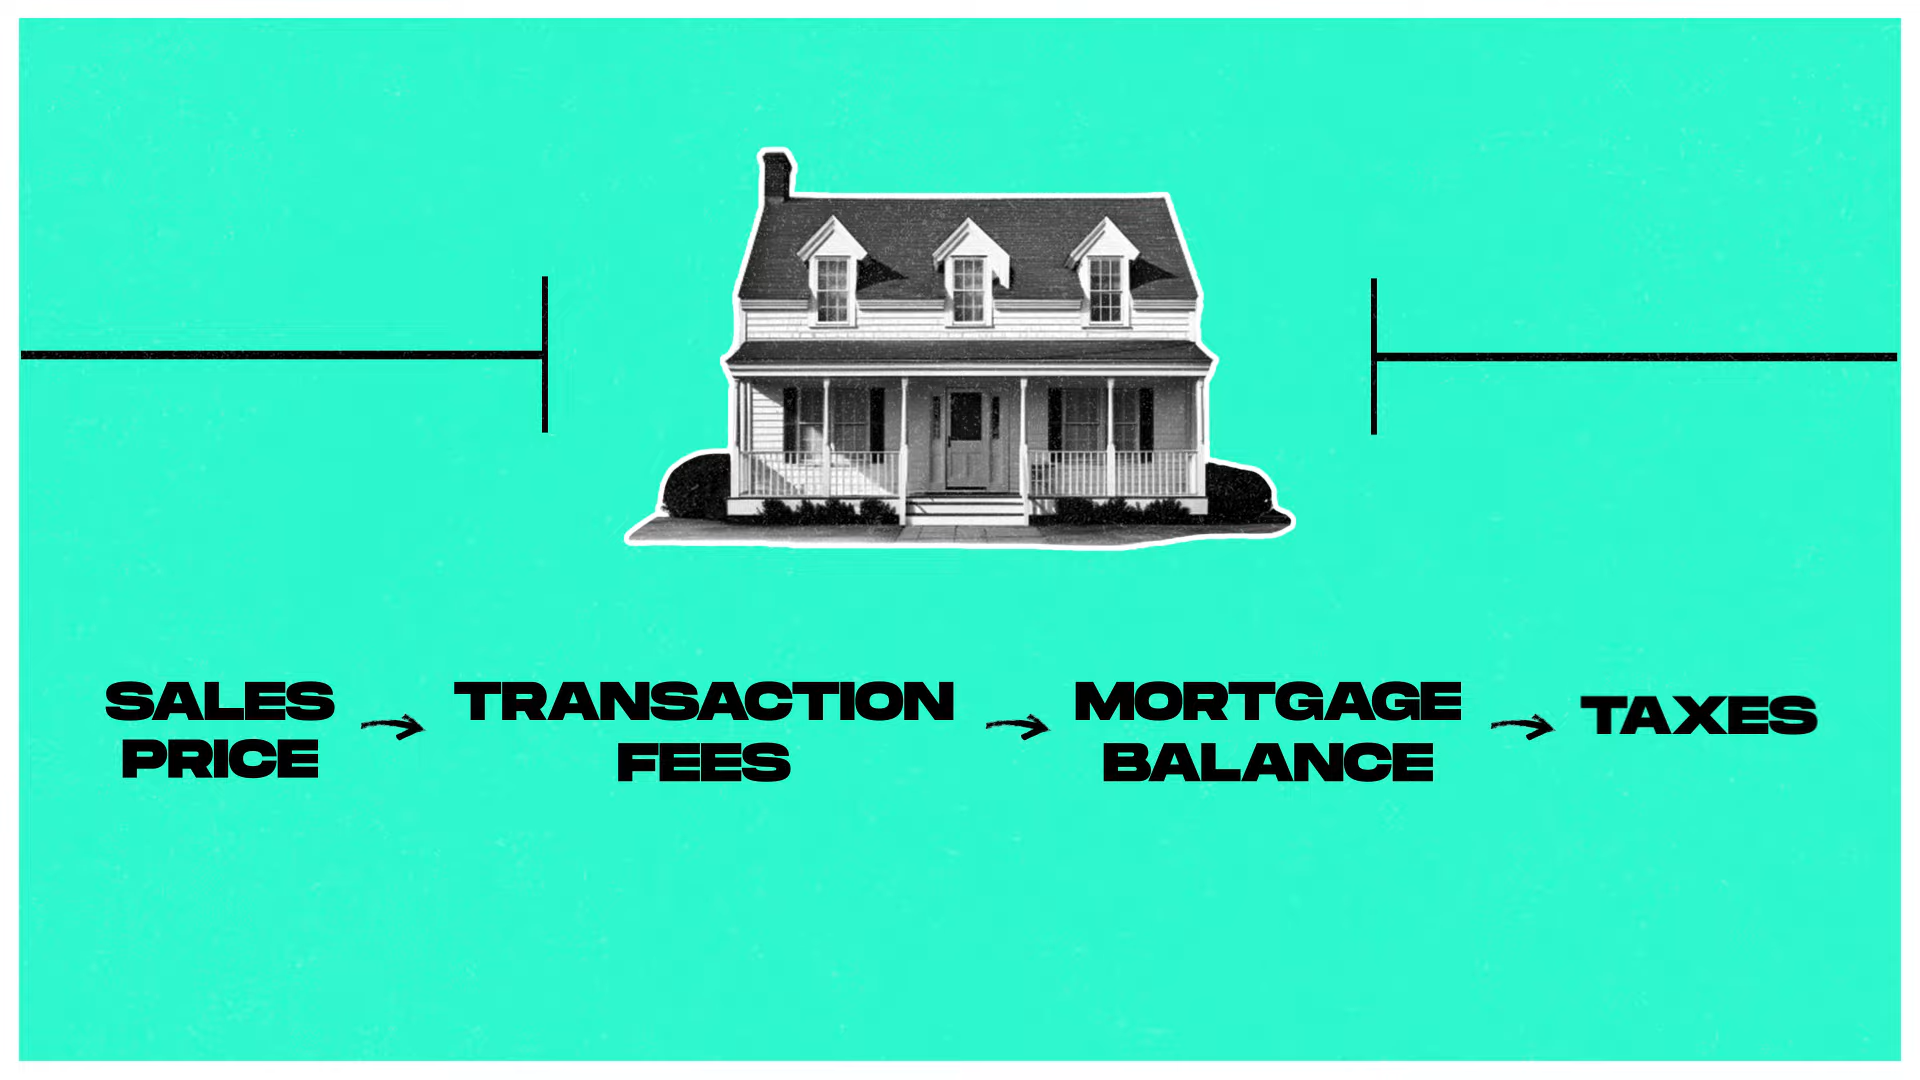 SALES
PRICE
TRANSACTION
FEES
MORTGAGE
BALANCE
TAXES